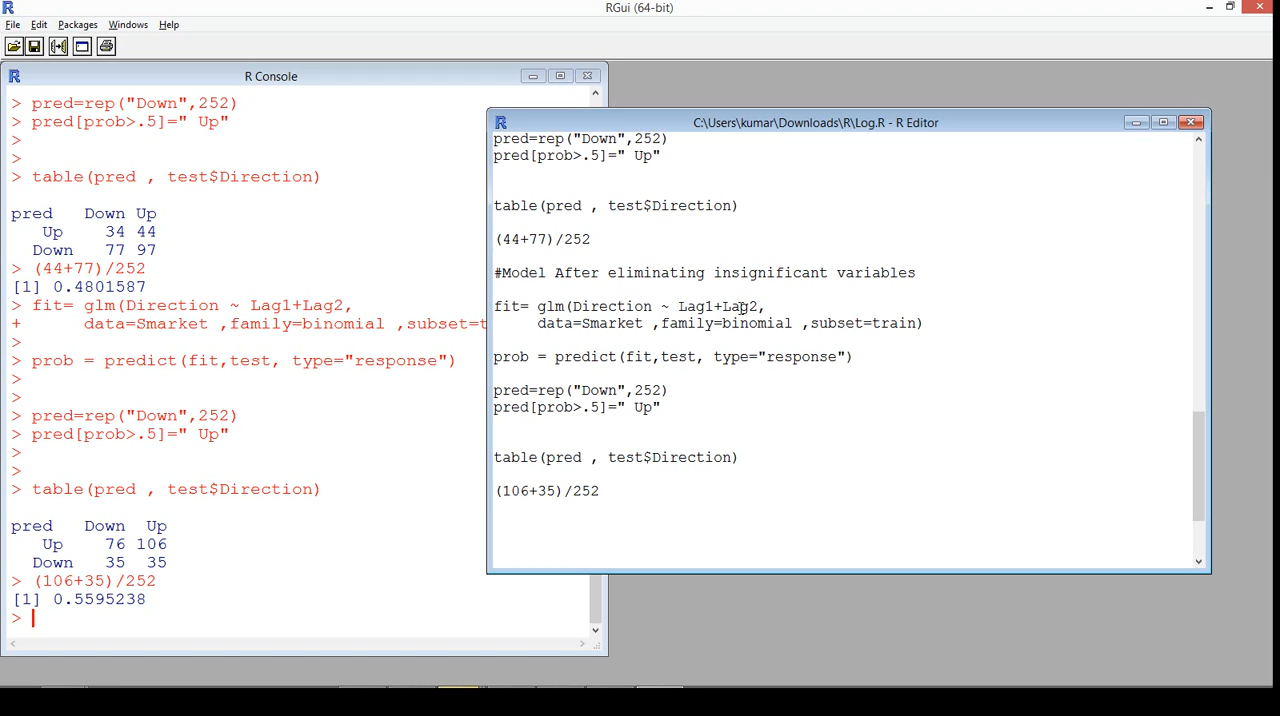 RGui (64-bit)
File Edit Packages Windows Help
R Console
> pred=rep("Down",252)
> pred[prob>.5]=" Up"
>
>
> table(pred , test$Direction)
pred   Down Up
   Up    34 44
  Down   77 97
> (44+77)/252
[1] 0.4801587
> fit= glm(Direction ~ Lag1+Lag2,
+       data=Smarket ,family=binomial ,subset=t
>
> prob = predict(fit,test, type="response")
>
>
> pred=rep("Down",252)
> pred[prob>.5]=" Up"
>
>
> table(pred , test$Direction)
pred   Down  Up
   Up    76 106
  Down   35  35
> (106+35)/252
[1] 0.5595238
>
C:\Users\kumar\Downloads\R\Log.R - R Editor
pred=rep("Down",252)
pred[prob>.5]=" Up"
table(pred , test$Direction)
(44+77)/252
#Model After eliminating insignificant variables
fit= glm(Direction ~ Lag1+Lag2,
     data=Smarket ,family=binomial ,subset=train)
prob = predict(fit,test, type="response")
pred=rep("Down",252)
pred[prob>.5]=" Up"
table(pred , test$Direction)
(106+35)/252